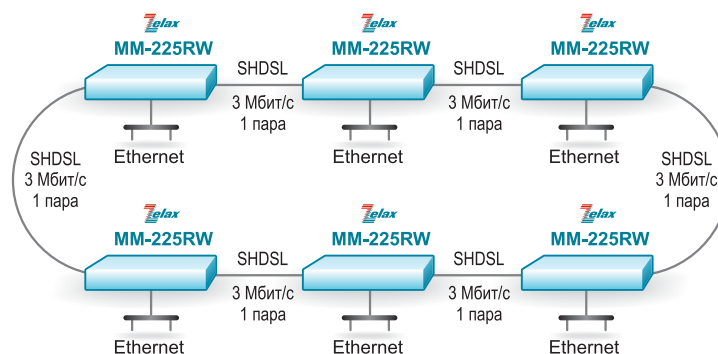 Zelax Zelax Zelax
MM-225RW MM-225RW MM-225RW
SHDSL SHDSL
3 Мбит/с 3 Мбит/с
1 пара 1 пара
Ethernet Ethernet Ethernet
SHDSL SHDSL
3 Мбит/с 3 Мбит/с
1 пара 1 пара
Zelax Zelax Zelax
MM-225RW MM-225RW MM-225RW
SHDSL SHDSL
3 Мбит/с 3 Мбит/с
1 пара 1 пара
Ethernet Ethernet Ethernet